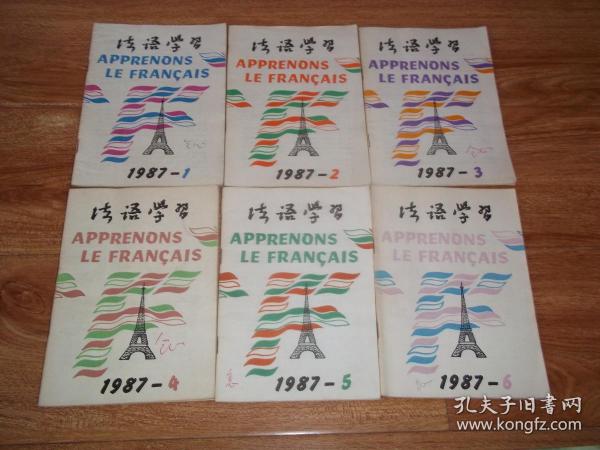 法语学习
APPRENONS
LE FRANÇAIS
1987-1
法语学习
APPRENONS
LE FRANÇAIS
1987-2
法语学习
APPRENONS
LE FRANÇAIS
1987-3
法语学习
APPRENONS
LE FRANÇAIS
1987-4
法语学习
APPRENONS
LE FRANÇAIS
1987-5
法语学习
APPRENONS
LE FRANÇAIS
1987-6
孔夫子旧书网
www.kongfz.com